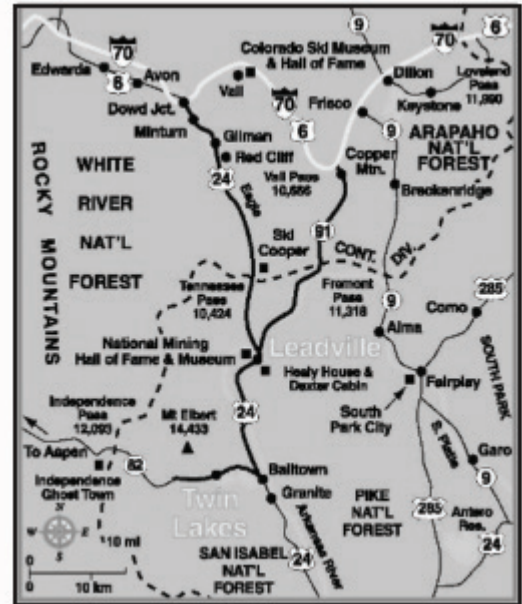 9
6
70
70
Colorado Ski Museum
& Hall of Fame
Edwards
6
Avon
Vail
Dillon
Loveland
Pass
11,990
Dowd Jct.
70
Frisco
Keystone
Minturn
6
9
ARAPAHO
NAT'L
FOREST
Gilman
Red Cliff
Copper
Mtn.
Vail Pass
10,666
ROCKY MOUNTAINS
WHITE
RIVER
NAT'L
FOREST
24
Eagle
Breckenridge
91
Ski
Cooper
CONT. DIV.
Tennessee
Pass
10,424
Fremont
Pass
11,318
9
285
Como
Alma
National Mining
Hall of Fame & Museum
Leadville
Healy House &
Dexter Cabin
Fairplay
SOUTH PARK
Independence
Pass
12,093
Mt Elbert
14,433
24
South
Park City
S. Platte
To Aspen
82
Independence
Ghost Town
Balltown
Garo
Granite
9
Twin
Lakes
PIKE
NAT'L
FOREST
285
Antero
Res.
N
W
E
S
Arkansas River
24
0
10 mi
0
10 km
SAN ISABEL
NAT'L
FOREST
24